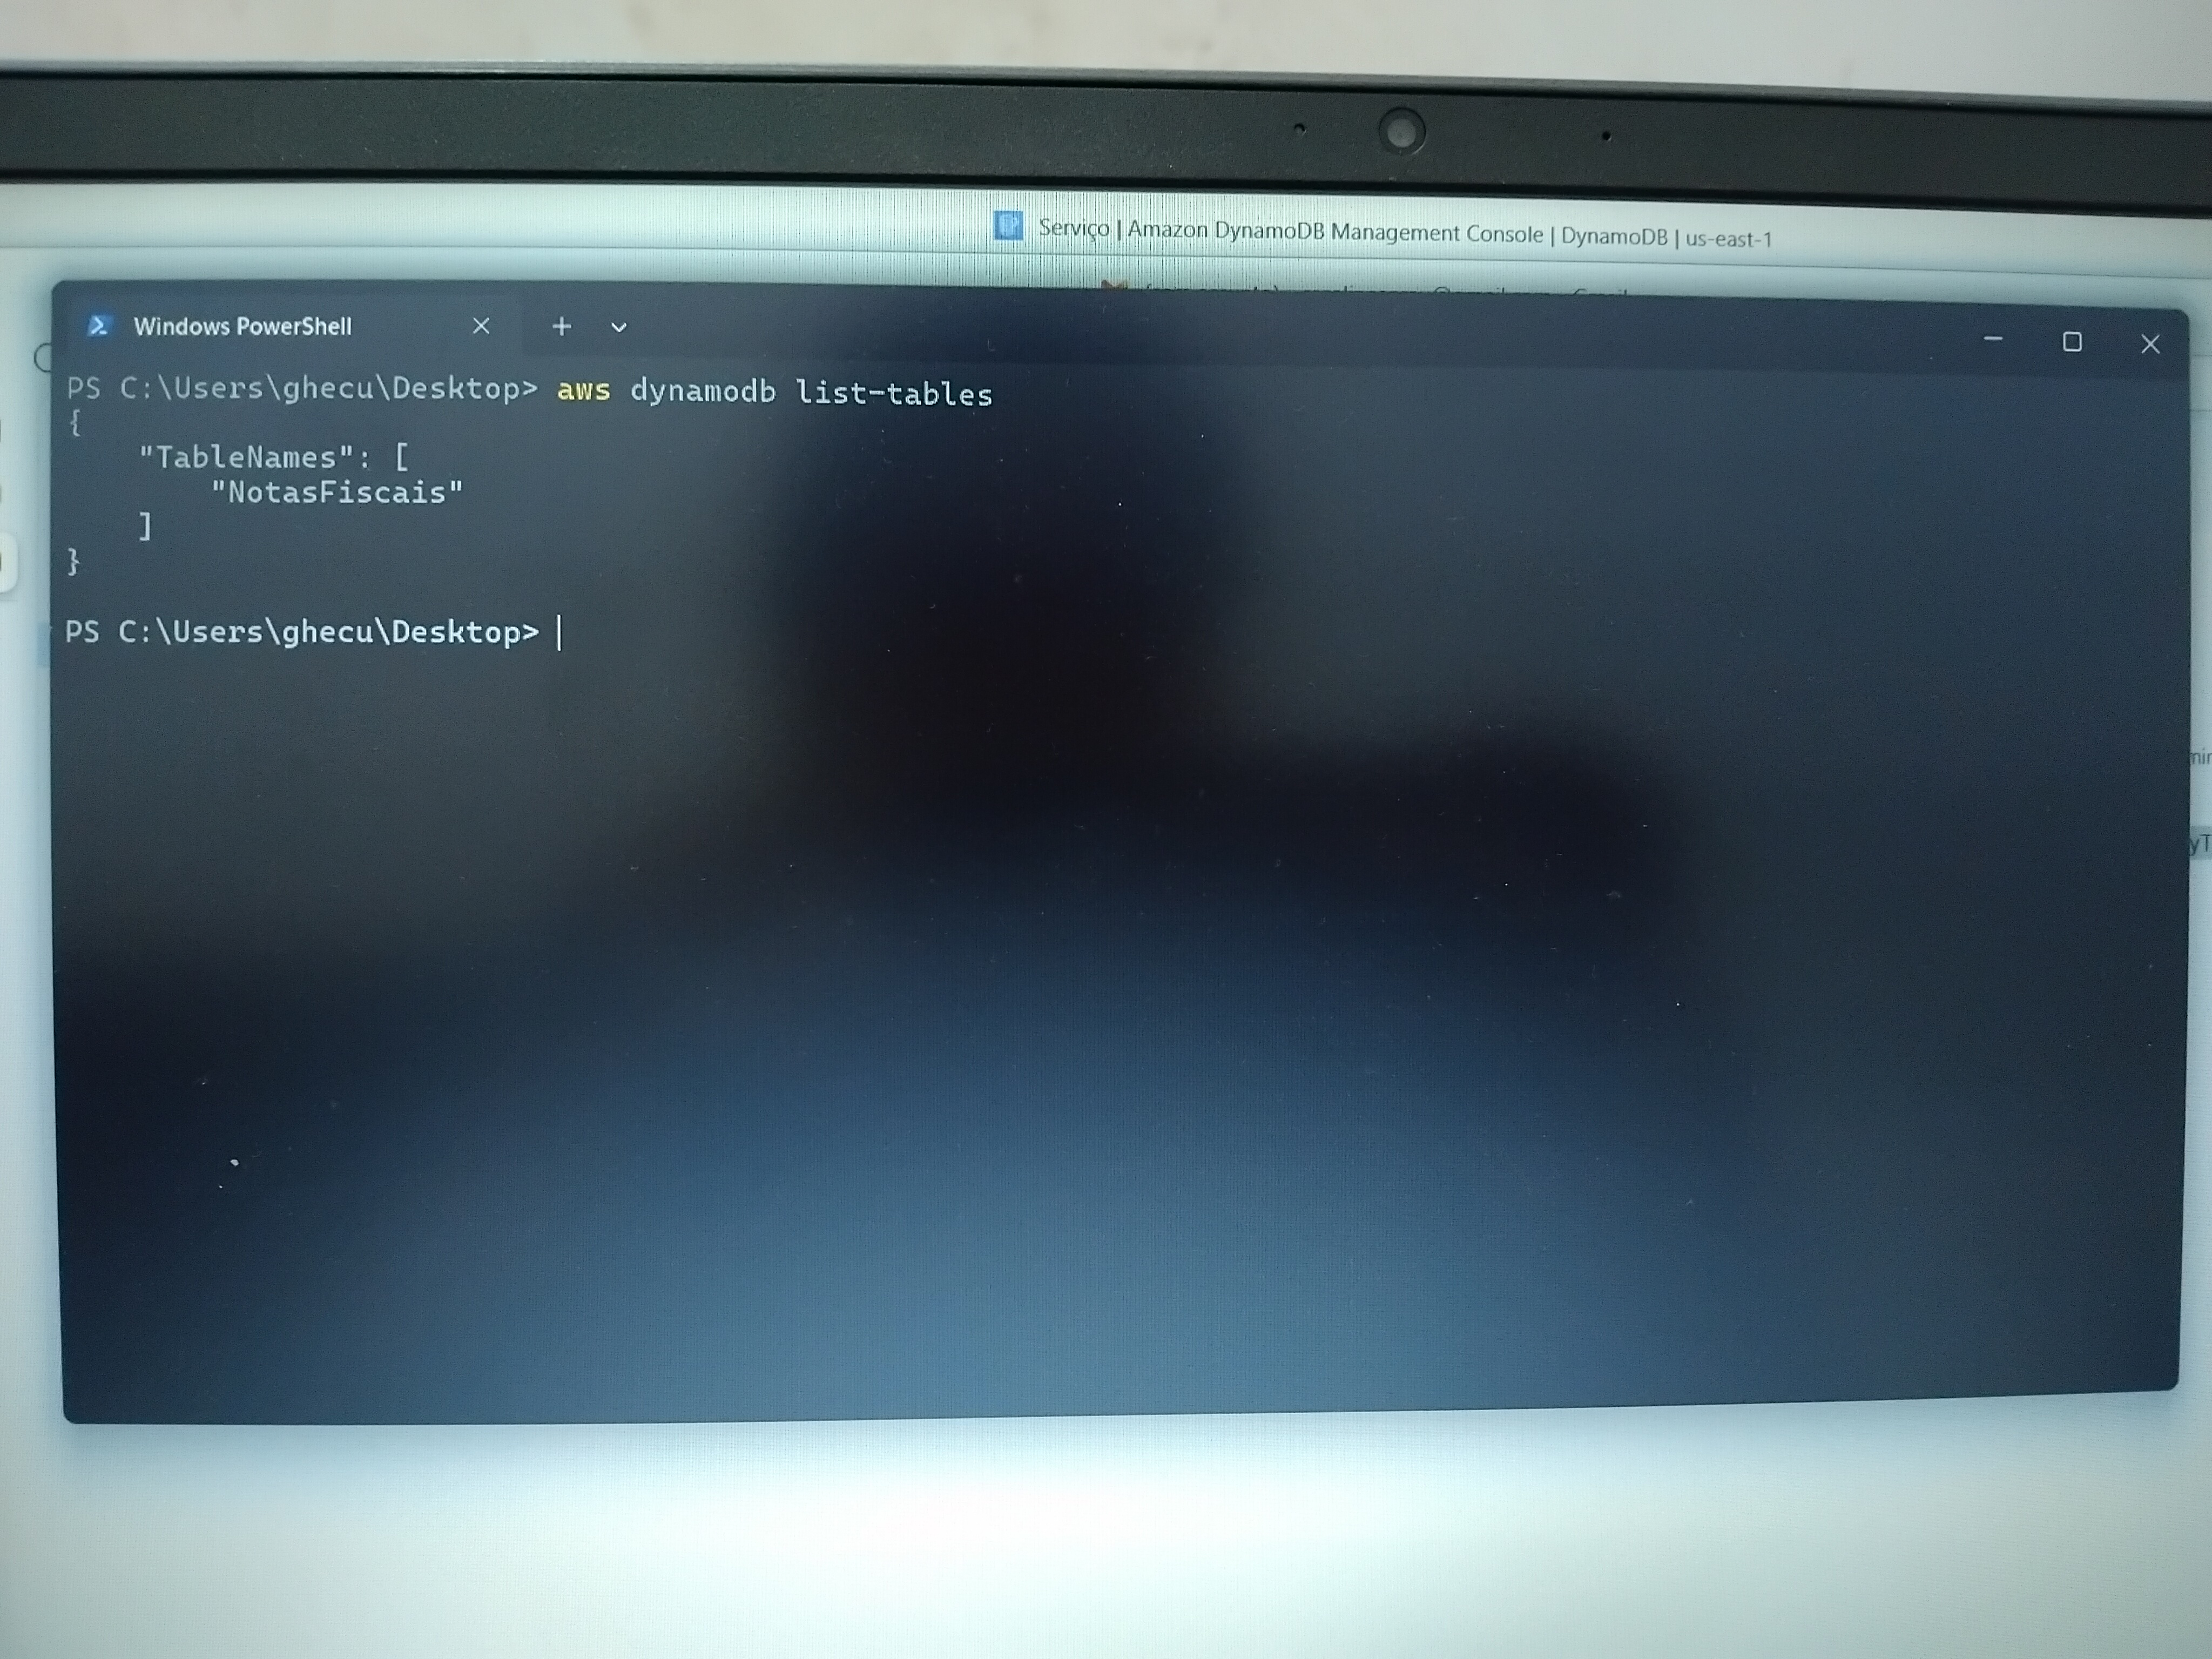 Serviço | Amazon DynamoDB Management Console | DynamoDB | us-east-1
Windows PowerShell
PS C:\Users\ghecu\Desktop> aws dynamodb list-tables
{
    "TableNames": [
        "NotasFiscais"
    ]
}
PS C:\Users\ghecu\Desktop>